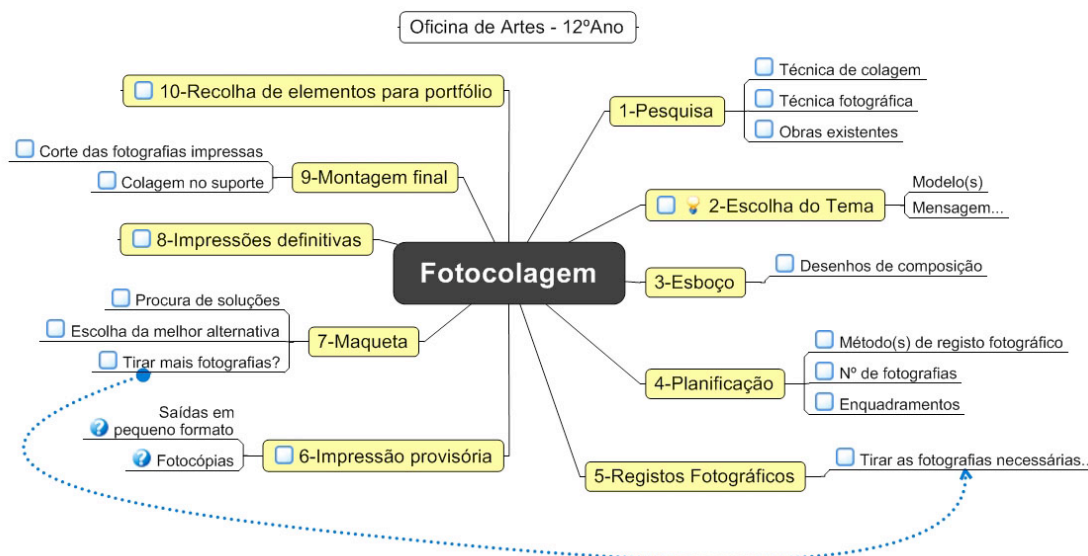 Oficina de Artes - 12ºAno
Fotocolagem
1-Pesquisa
Técnica de colagem
Técnica fotográfica
Obras existentes
2-Escolha do Tema
Modelo(s)
Mensagem...
3-Esboço
Desenhos de composição
4-Planificação
Método(s) de registo fotográfico
Nº de fotografias
Enquadramentos
5-Registos Fotográficos
Tirar as fotografias necessárias...
6-Impressão provisória
Saídas em
pequeno formato
Fotocópias
7-Maqueta
Procura de soluções
Escolha da melhor alternativa
Tirar mais fotografias?
8-Impressões definitivas
9-Montagem final
Corte das fotografias impressas
Colagem no suporte
10-Recolha de elementos para portfólio